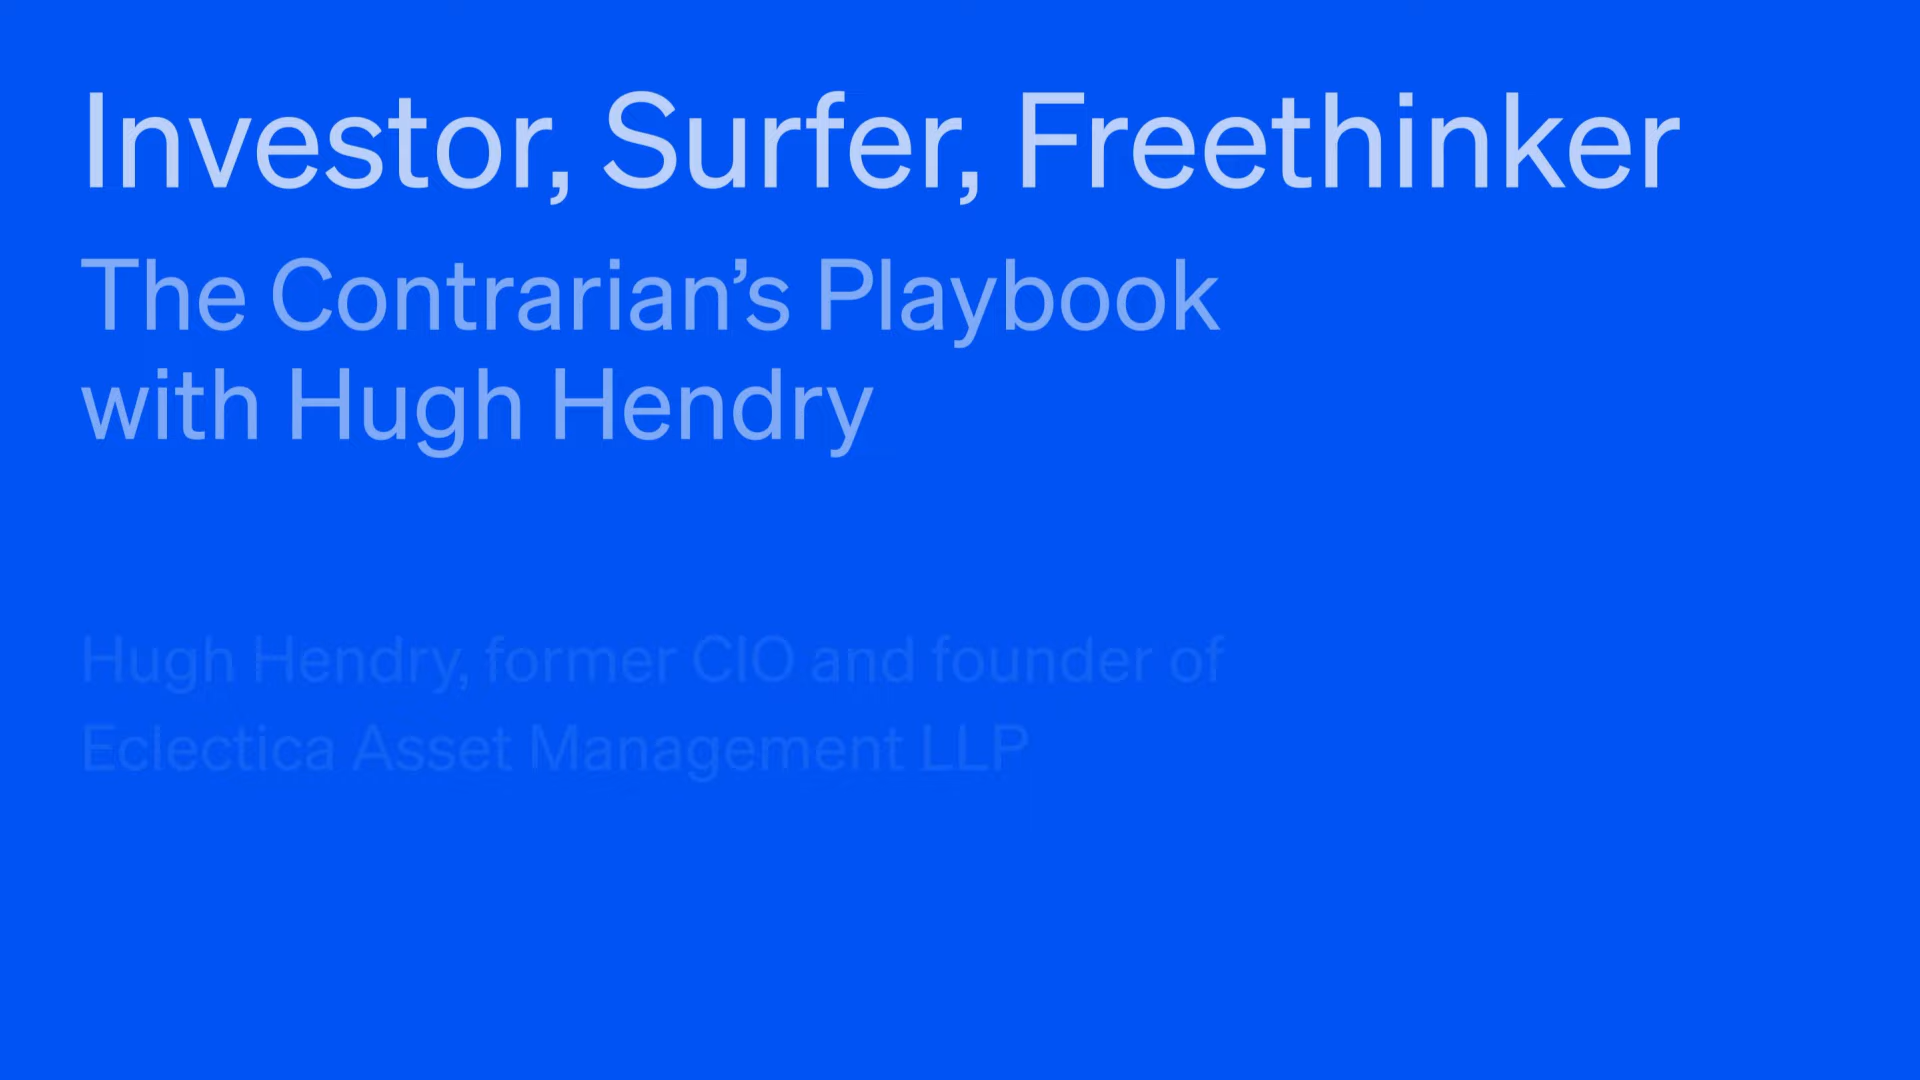 Investor, Surfer, Freethinker
The Contrarian’s Playbook
with Hugh Hendry
Hugh Hendry, former CIO and founder of
Eclectica Asset Management LLP